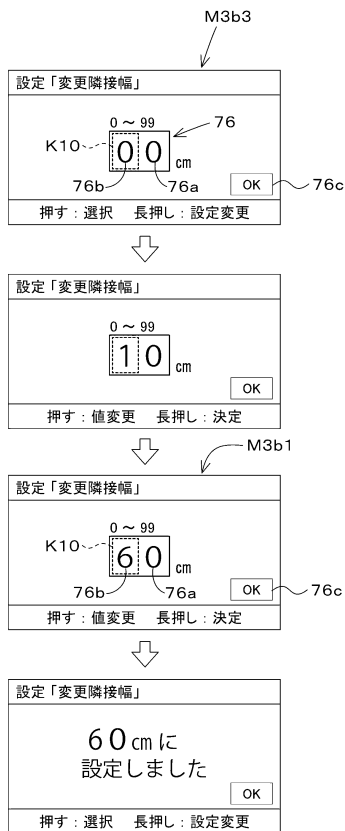 M3b3
設定「変更隣接幅」
0 ～ 99
76
K10
0 0
cm
76b
76a
OK
76c
押す：選択　長押し：設定変更
設定「変更隣接幅」
0 ～ 99
1 0
cm
OK
押す：値変更　長押し：決定
M3b1
設定「変更隣接幅」
0 ～ 99
K10
6 0
cm
76b
76a
OK
76c
押す：値変更　長押し：決定
設定「変更隣接幅」
60cmに
設定しました
OK
押す：選択　長押し：設定変更